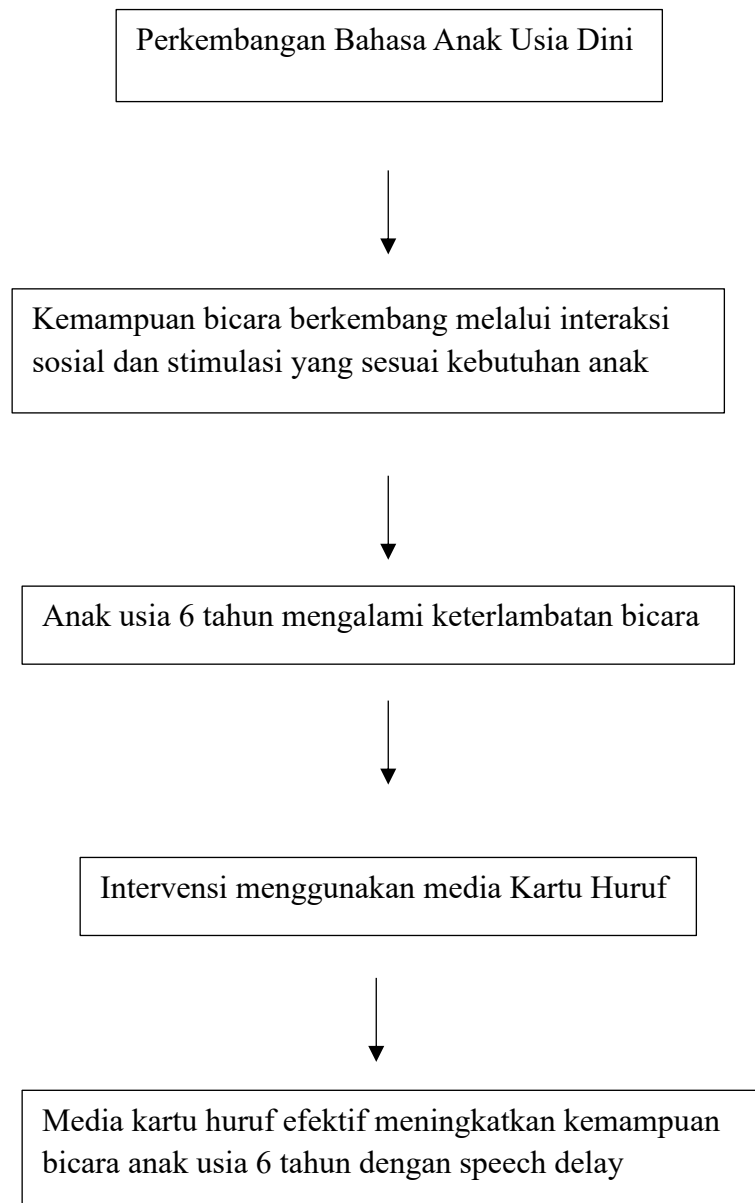 Perkembangan Bahasa Anak Usia Dini
Kemampuan bicara berkembang melalui interaksi
sosial dan stimulasi yang sesuai kebutuhan anak
Anak usia 6 tahun mengalami keterlambatan bicara
Intervensi menggunakan media Kartu Huruf
Media kartu huruf efektif meningkatkan kemampuan
bicara anak usia 6 tahun dengan speech delay